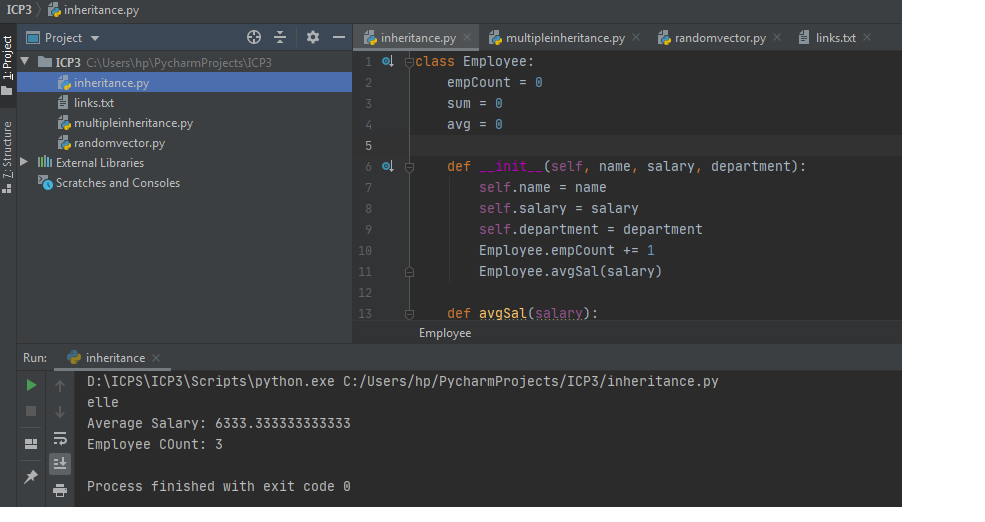 ICP3 inheritance.py
Project
inheritance.py multipleinheritance.py randomvector.py links.txt
1: Project
Z: Structure
ICP3 C:\Users\hp\PycharmProjects\ICP3
inheritance.py
links.txt
multipleinheritance.py
randomvector.py
External Libraries
Scratches and Consoles
1 class Employee:
2 empCount = 0
3 sum = 0
4 avg = 0
5
6 def __init__(self, name, salary, department):
7 self.name = name
8 self.salary = salary
9 self.department = department
10 Employee.empCount += 1
11 Employee.avgSal(salary)
12
13 def avgSal(salary):
Employee
Run: inheritance
D:\ICPS\ICP3\Scripts\python.exe C:/Users/hp/PycharmProjects/ICP3/inheritance.py
elle
Average Salary: 6333.333333333333
Employee COunt: 3
Process finished with exit code 0